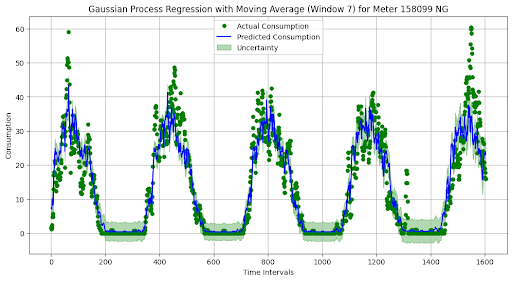 Gaussian Process Regression with Moving Average (Window 7) for Meter 158099 NG
Actual Consumption
Predicted Consumption
Uncertainty
60
50
40
30
20
10
0
Consumption
0 200 400 600 800 1000 1200 1400 1600
Time Intervals